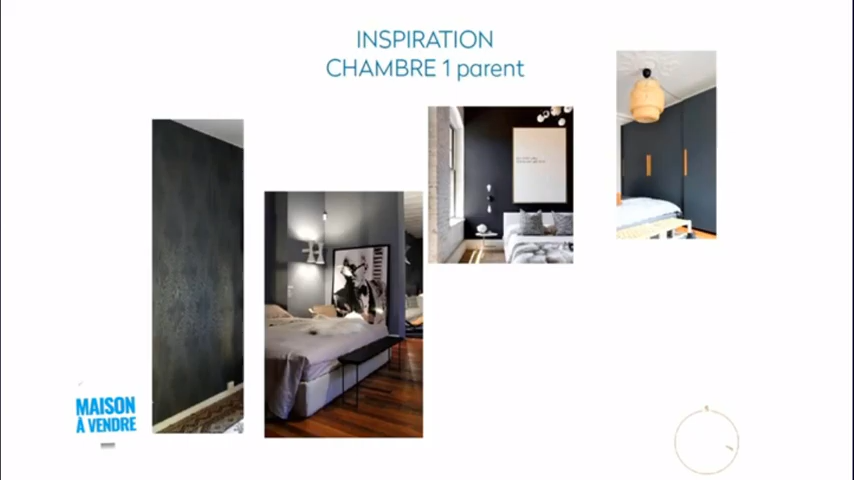 INSPIRATION
CHAMBRE 1 parent
MAISON
À VENDRE